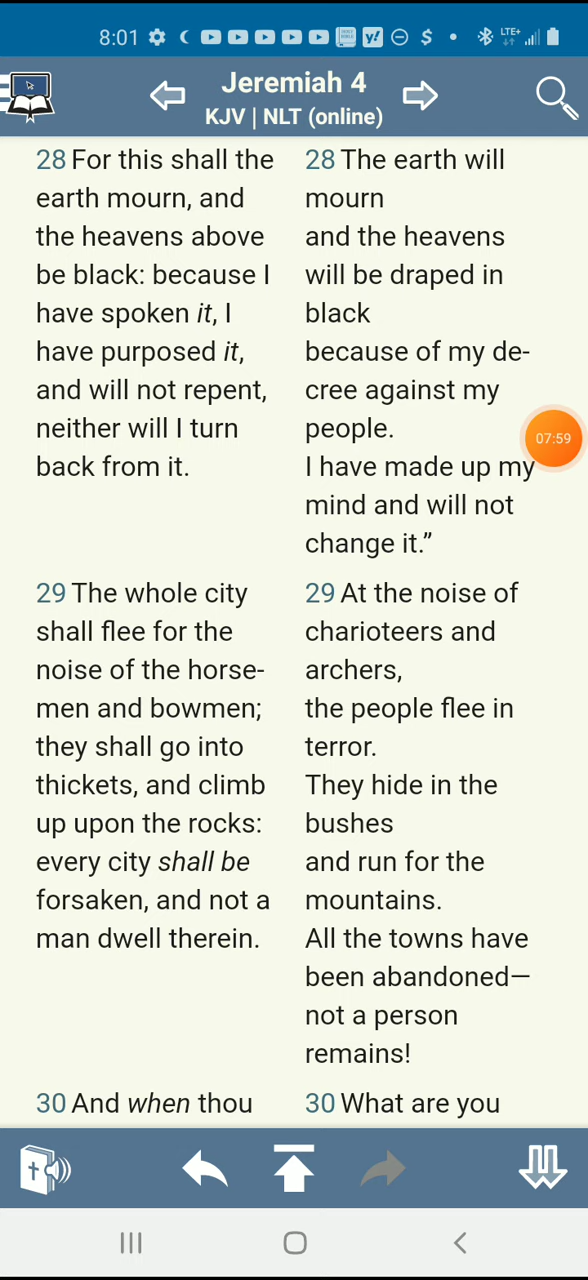 8:01
LTE+
Jeremiah 4
KJV | NLT (online)
28 For this shall the
earth mourn, and
the heavens above
be black: because I
have spoken it, I
have purposed it,
and will not repent,
neither will I turn
back from it.
28 The earth will
mourn
and the heavens
will be draped in
black
because of my de-
cree against my
people.
I have made up my
mind and will not
change it.”
07:59
29 The whole city
shall flee for the
noise of the horse-
men and bowmen;
they shall go into
thickets, and climb
up upon the rocks:
every city shall be
forsaken, and not a
man dwell therein.
29 At the noise of
charioteers and
archers,
the people flee in
terror.
They hide in the
bushes
and run for the
mountains.
All the towns have
been abandoned—
not a person
remains!
30 And when thou
30 What are you